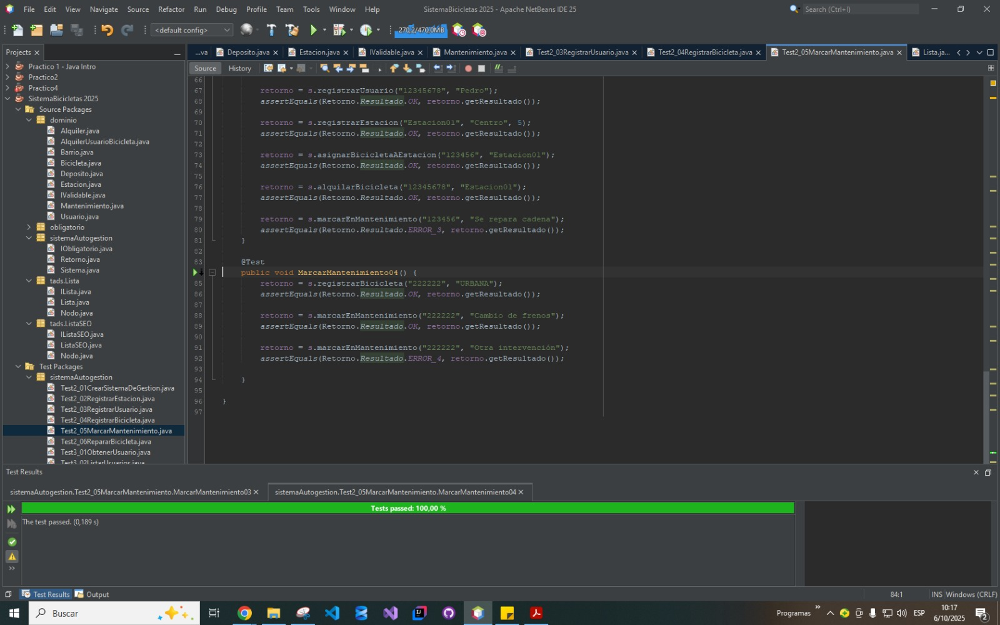 File Edit View Navigate Source Refactor Run Debug Profile Team Tools Window Help
SistemaBicicletas 2025 - Apache NetBeans IDE 25
Search (Ctrl+I)
<default config>
270,2/470,0MB
Projects
...va
Deposito.java
Estacion.java
IValidable.java
Mantenimiento.java
Test2_03RegistrarUsuario.java
Test2_04RegistrarBicicleta.java
Test2_05MarcarMantenimiento.java
Lista.ja...
Source History
Practico 1 - Java Intro
Practico2
Practico4
SistemaBicicletas 2025
Source Packages
dominio
Alquiler.java
AlquilerUsuarioBicicleta.java
Barrio.java
Bicicleta.java
Deposito.java
Estacion.java
IValidable.java
Mantenimiento.java
Usuario.java
obligatorio
sistemaAutogestion
IObligatorio.java
Retorno.java
Sistema.java
tads.Lista
ILista.java
Lista.java
Nodo.java
tads.ListaSEO
IListaSEO.java
ListaSEO.java
Nodo.java
Test Packages
sistemaAutogestion
Test2_01CrearSistemaDeGestion.java
Test2_02RegistrarEstacion.java
Test2_03RegistrarUsuario.java
Test2_04RegistrarBicicleta.java
Test2_05MarcarMantenimiento.java
Test2_06RepararBicicleta.java
Test3_01ObtenerUsuario.java
Test3_02ListarUsuarios.java
66
67 retorno = s.registrarUsuario("12345678", "Pedro");
68 assertEquals(Retorno.Resultado.OK, retorno.getResultado());
69
70 retorno = s.registrarEstacion("Estacion01", "Centro", 5);
71 assertEquals(Retorno.Resultado.OK, retorno.getResultado());
72
73 retorno = s.asignarBicicletaAEstacion("123456", "Estacion01");
74 assertEquals(Retorno.Resultado.OK, retorno.getResultado());
75
76 retorno = s.alquilarBicicleta("12345678", "Estacion01");
77 assertEquals(Retorno.Resultado.OK, retorno.getResultado());
78
79 retorno = s.marcarEnMantenimiento("123456", "Se repara cadena");
80 assertEquals(Retorno.Resultado.ERROR_3, retorno.getResultado());
81 }
82
83 @Test
public void MarcarMantenimiento04() {
85 retorno = s.registrarBicicleta("222222", "URBANA");
86 assertEquals(Retorno.Resultado.OK, retorno.getResultado());
87
88 retorno = s.marcarEnMantenimiento("222222", "Cambio de frenos");
89 assertEquals(Retorno.Resultado.OK, retorno.getResultado());
90
91 retorno = s.marcarEnMantenimiento("222222", "Otra intervención");
92 assertEquals(Retorno.Resultado.ERROR_4, retorno.getResultado());
93
94 }
95
96 }
97
Test Results
sistemaAutogestion.Test2_05MarcarMantenimiento.MarcarMantenimiento03
sistemaAutogestion.Test2_05MarcarMantenimiento.MarcarMantenimiento04
Tests passed: 100,00 %
The test passed. (0,189 s)
Test Results Output
84:1 INS Windows (CRLF)
Buscar
Programas
ESP
10:17
6/10/2025
2